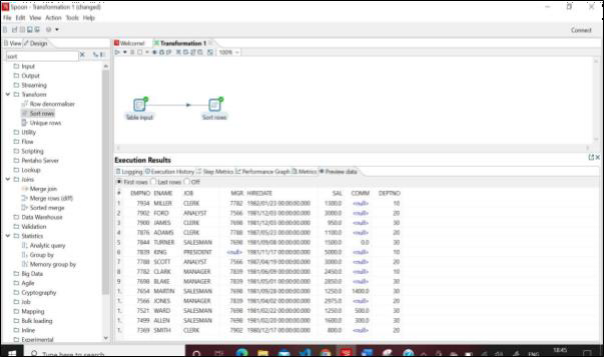 Spoon - Transformation 1 (changed)
File Edit View Action Tools Help
Connect
View Design
Welcome! Transformation 1
sort
100%
Input
Output
Streaming
Transform
Row denormaliser
Sort rows
Unique rows
Utility
Flow
Scripting
Pentaho Server
Lookup
Joins
Merge join
Merge rows (diff)
Sorted merge
Data Warehouse
Validation
Statistics
Analytic query
Group by
Memory group by
Big Data
Agile
Cryptography
Job
Mapping
Bulk loading
Inline
Experimental
Table input Sort rows
Execution Results
Logging Execution History Step Metrics Performance Graph Metrics Preview data
First rows Last rows Off
# EMPNO ENAME JOB MGR HIREDATE SAL COMM DEPTNO
7934 MILLER CLERK 7782 1982/01/23 00:00:00.000 1300.0 <null> 10
7902 FORD ANALYST 7566 1981/12/03 00:00:00.000 3000.0 <null> 20
7900 JAMES CLERK 7698 1981/12/03 00:00:00.000 950.0 <null> 30
7876 ADAMS CLERK 7788 1987/05/23 00:00:00.000 1100.0 <null> 20
7844 TURNER SALESMAN 7698 1981/09/08 00:00:00.000 1500.0 0.0 30
7839 KING PRESIDENT <null> 1981/11/17 00:00:00.000 5000.0 <null> 10
7788 SCOTT ANALYST 7566 1987/04/19 00:00:00.000 3000.0 <null> 20
7782 CLARK MANAGER 7839 1981/06/09 00:00:00.000 2450.0 <null> 10
7698 BLAKE MANAGER 7839 1981/05/01 00:00:00.000 2850.0 <null> 30
1. 7654 MARTIN SALESMAN 7698 1981/09/28 00:00:00.000 1250.0 1400.0 30
1. 7566 JONES MANAGER 7839 1981/04/02 00:00:00.000 2975.0 <null> 20
1. 7521 WARD SALESMAN 7698 1981/02/22 00:00:00.000 1250.0 500.0 30
1. 7499 ALLEN SALESMAN 7698 1981/02/20 00:00:00.000 1600.0 300.0 30
1. 7369 SMITH CLERK 7902 1980/12/17 00:00:00.000 800.0 <null> 20
Type here to search
18:45